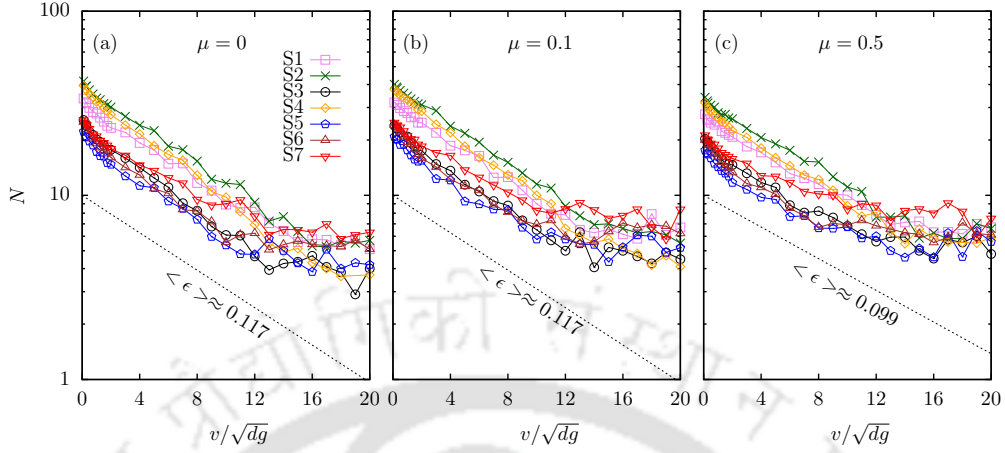 100
10
1
N
(a)
μ = 0
S1
S2
S3
S4
S5
S6
S7
< ϵ >≈ 0.117
0 4 8 12 16 20
v/√dg
(b)
μ = 0.1
< ϵ >≈ 0.117
0 4 8 12 16 20
v/√dg
(c)
μ = 0.5
< ϵ >≈ 0.099
0 4 8 12 16 20
v/√dg